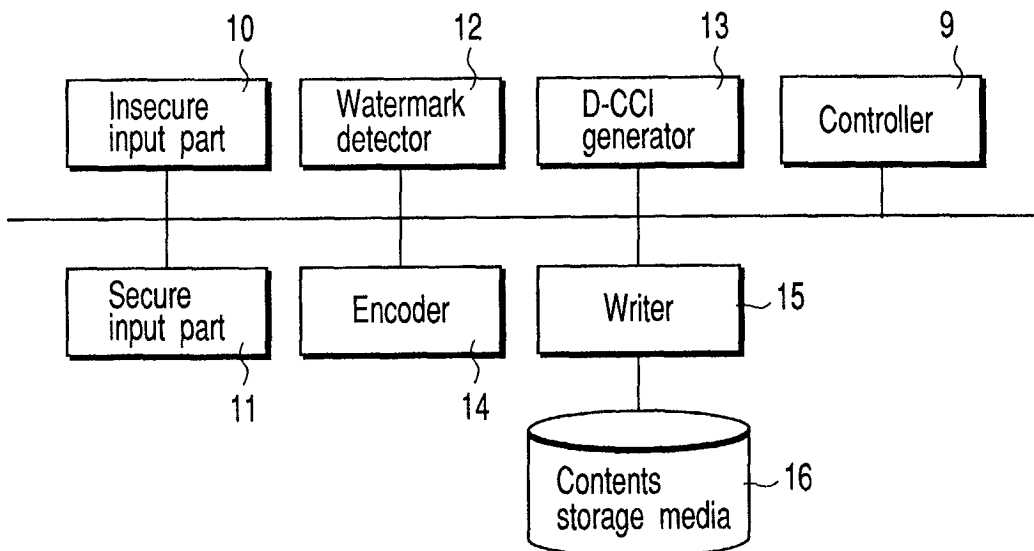 10
12
13
9
Insecure
input part
Watermark
detector
D-CCI
generator
Controller
Secure
input part
Encoder
Writer
15
11
14
Contents
storage media
16